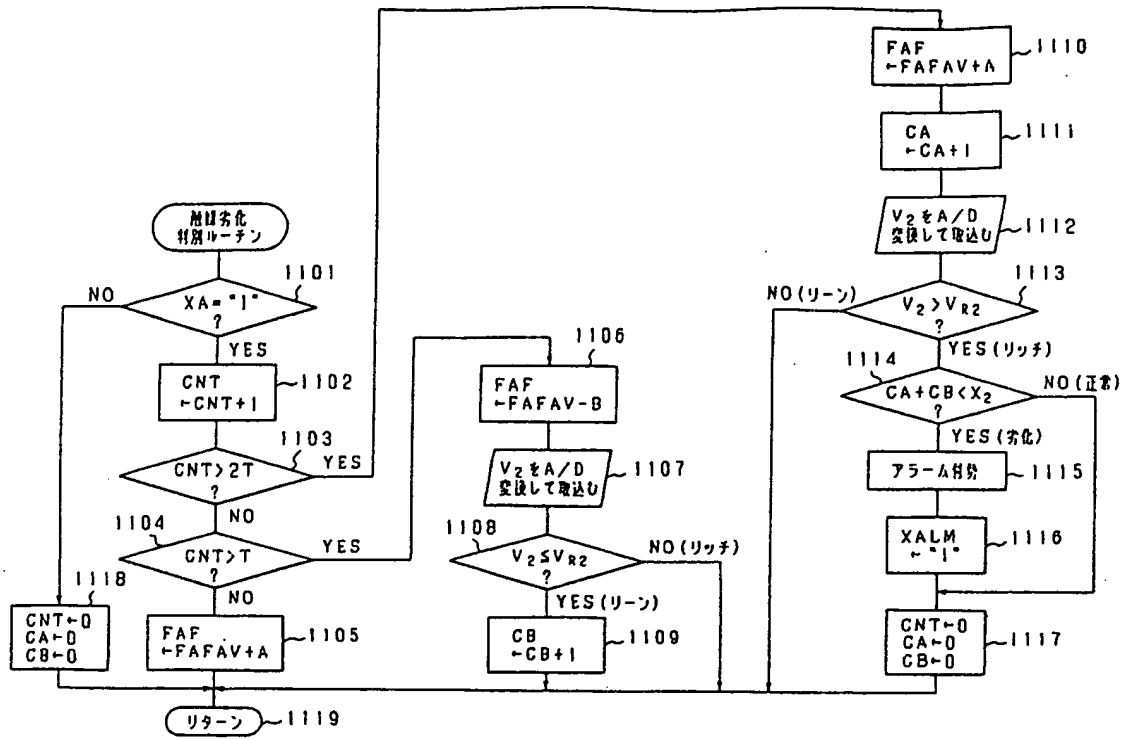 触媒劣化
判別ルーチン
1101
XA="1"
?
NO
YES
1102
CNT
←CNT+1
1103
CNT>2T
?
YES
NO
1104
CNT>T
?
YES
NO
1105
FAF
←FAFAV+A
1118
CNT←0
CA←0
CB←0
リターン
1119
1106
FAF
←FAFAV-B
1107
V2をA/D
変換して取込む
1108
V2≤VR2
?
NO(リッチ)
YES(リーン)
1109
CB
←CB+1
1110
FAF
←FAFAV+A
1111
CA
←CA+1
1112
V2をA/D
変換して取込む
1113
NO(リーン)
V2>VR2
?
YES(リッチ)
1114
CA+CB<X2
?
NO(正常)
YES(劣化)
アラーム付勢
1115
XALM
←"1"
1116
CNT←0
CA←0
CB←0
1117